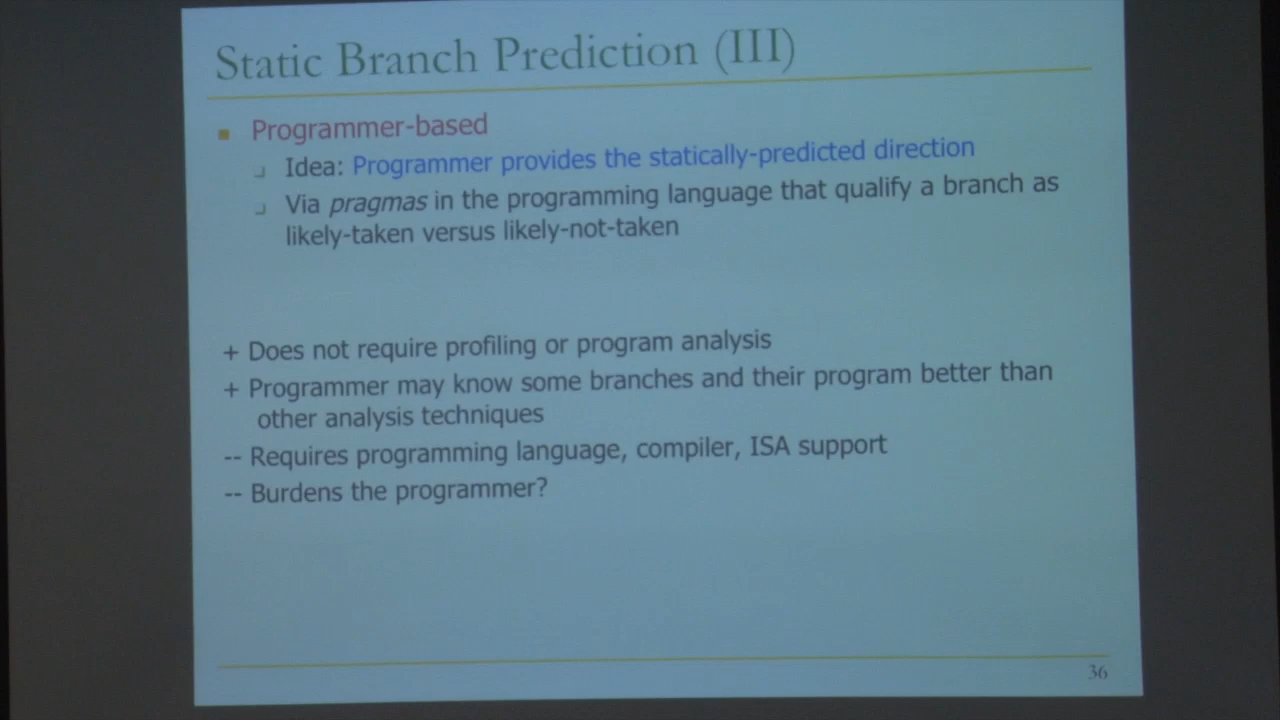 Static Branch Prediction (III)
Programmer-based
Idea: Programmer provides the statically-predicted direction
Via pragmas in the programming language that qualify a branch as
likely-taken versus likely-not-taken
+ Does not require profiling or program analysis
+ Programmer may know some branches and their program better than
other analysis techniques
-- Requires programming language, compiler, ISA support
-- Burdens the programmer?
36